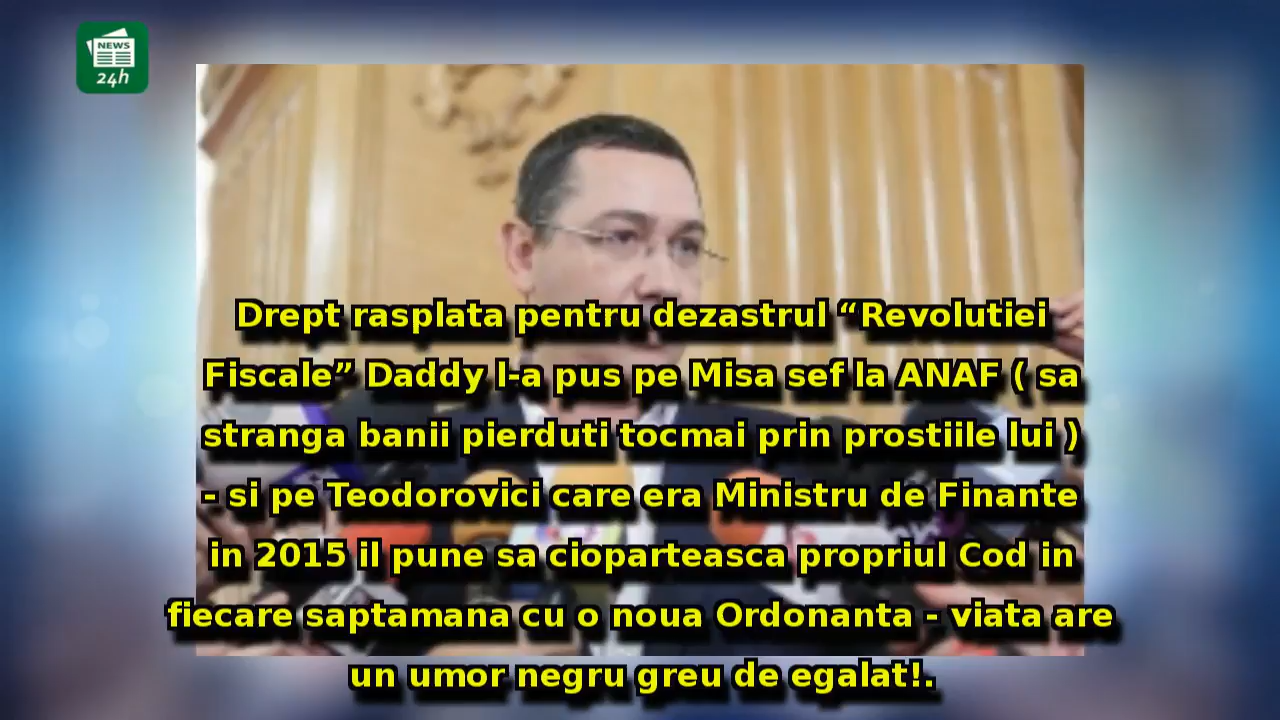 NEWS
24h
Drept rasplata pentru dezastrul “Revolutiei
Fiscale” Daddy l-a pus pe Misa sef la ANAF ( sa
stranga banii pierduti tocmai prin prostiile lui )
- si pe Teodorovici care era Ministru de Finante
in 2015 il pune sa cioparteasca propriul Cod in
fiecare saptamana cu o noua Ordonanta - viata are
un umor negru greu de egalat!.